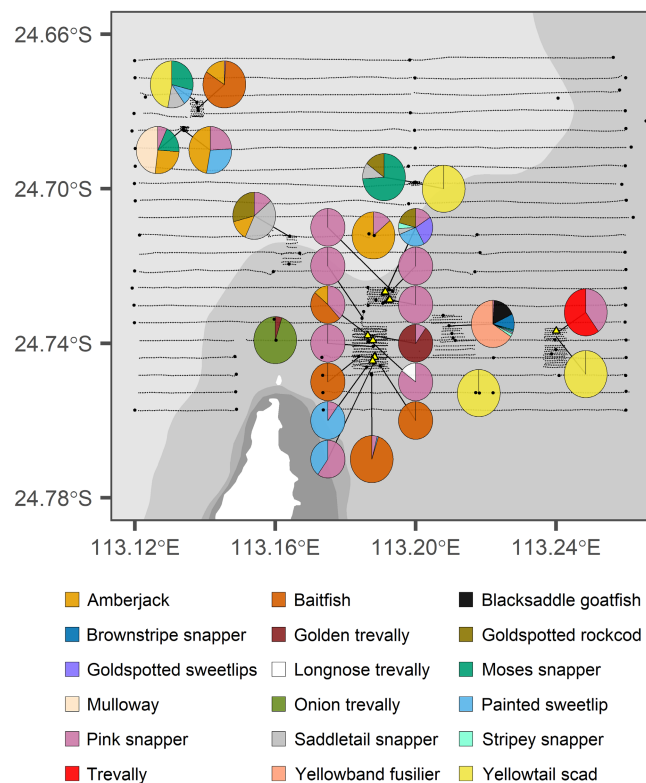 24.66°S
24.70°S
24.74°S
24.78°S
113.12°E 113.16°E 113.20°E 113.24°E
Amberjack Baitfish Blacksaddle goatfish
Brownstripe snapper Golden trevally Goldspotted rockcod
Goldspotted sweetlips Longnose trevally Moses snapper
Mulloway Onion trevally Painted sweetlip
Pink snapper Saddletail snapper Stripey snapper
Trevally Yellowband fusilier Yellowtail scad